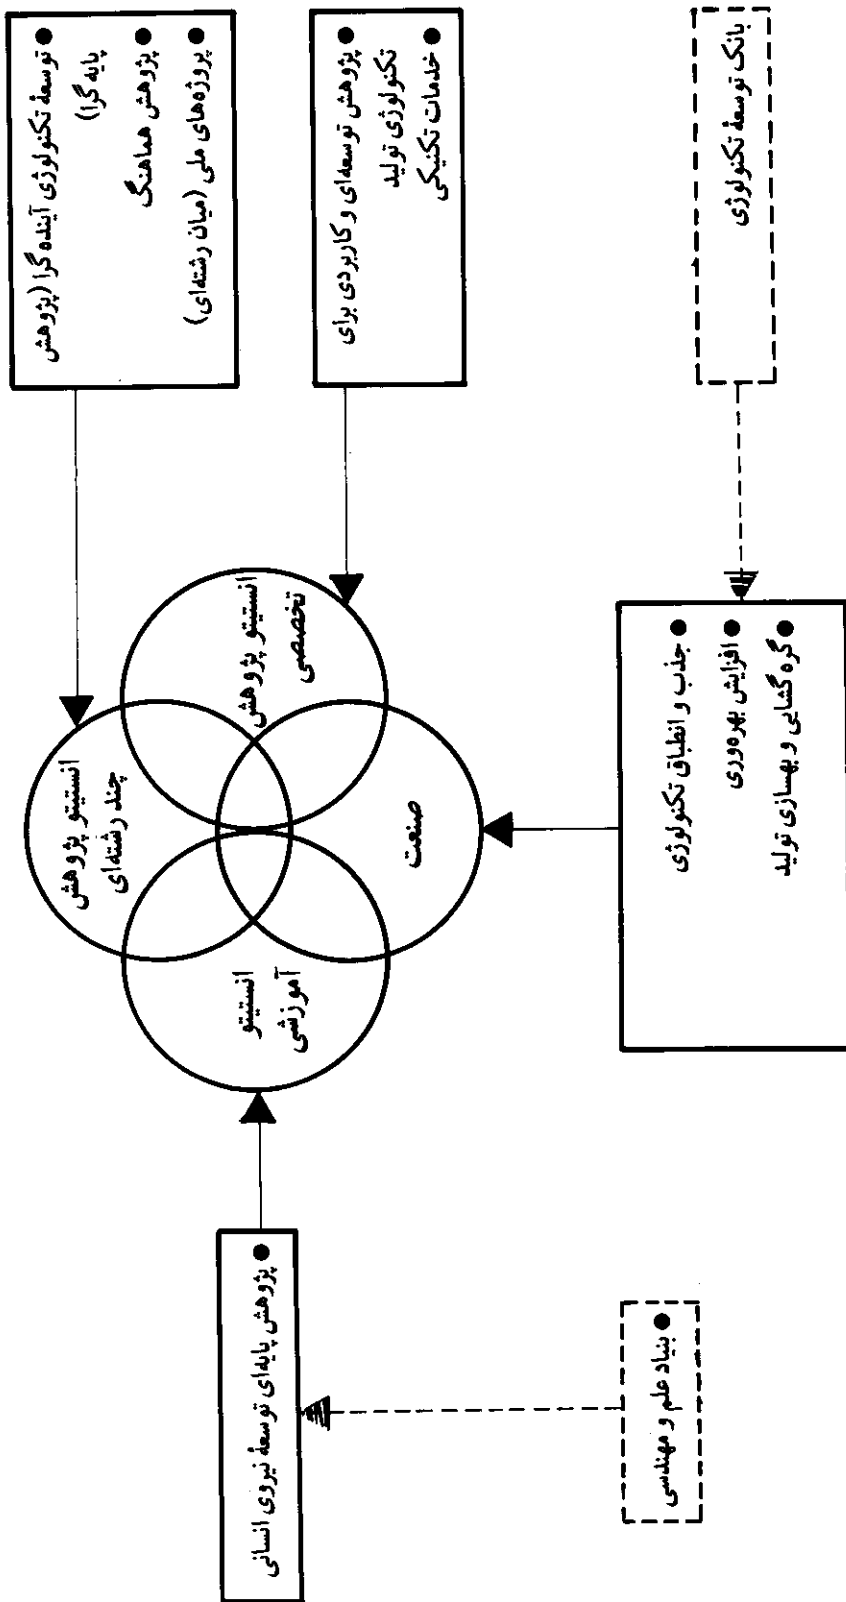 ● توسعهٔ تکنولوژی آینده گرا (پژوهش
پایه گرا)
● پژوهش هماهنگ
● پروژه‌های ملی (میان رشته‌ای)
● پژوهش توسعه‌ای و کاربردی برای
تکنولوژی تولید
● خدمات تکنیکی
بانک توسعهٔ تکنولوژی
انستیتو پژوهش
چند رشته‌ای
انستیتو پژوهش
تخصصی
صنعت
انستیتو
آموزشی
● جذب و انطباق تکنولوژی
● افزایش بهره‌وری
● گره گشایی و بهسازی تولید
● پژوهش پایه‌ای توسعهٔ نیروی انسانی
● بنیاد علم و مهندسی